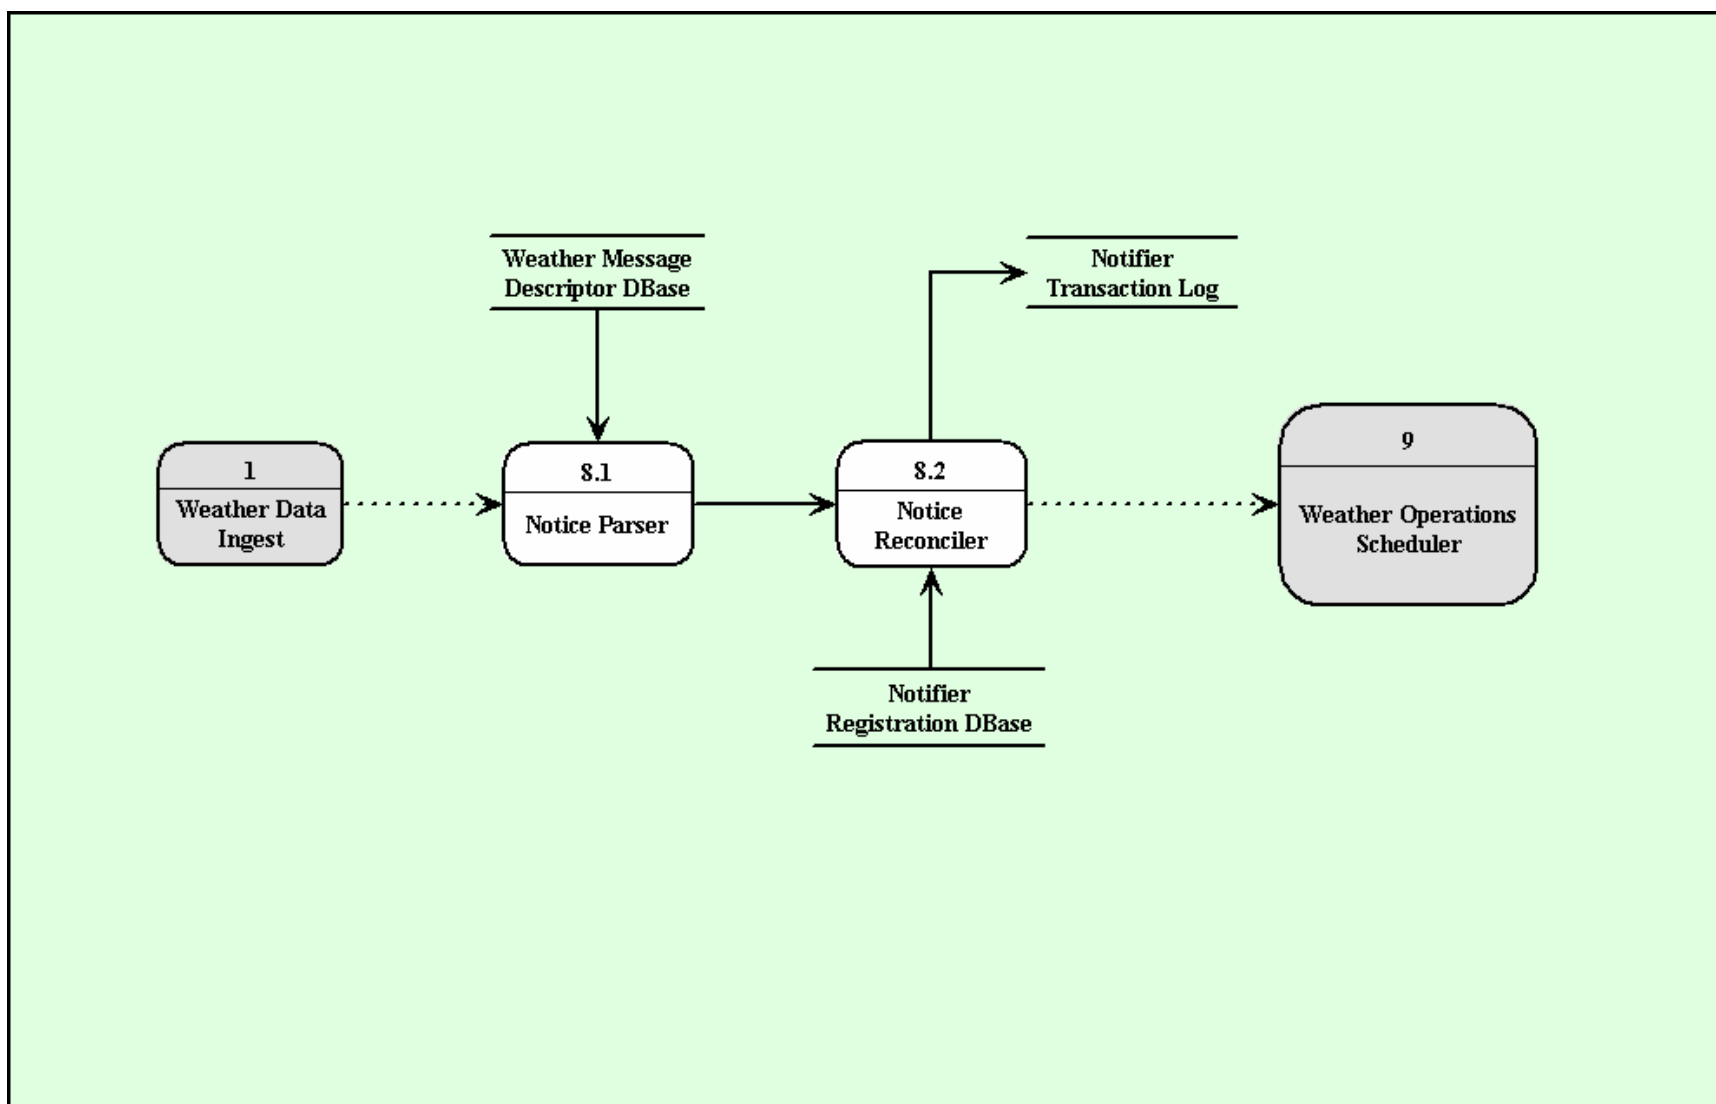 Weather Message
Descriptor DBase
Notifier
Transaction Log
1
Weather Data
Ingest
8.1
Notice Parser
8.2
Notice
Reconciler
9
Weather Operations
Scheduler
Notifier
Registration DBase